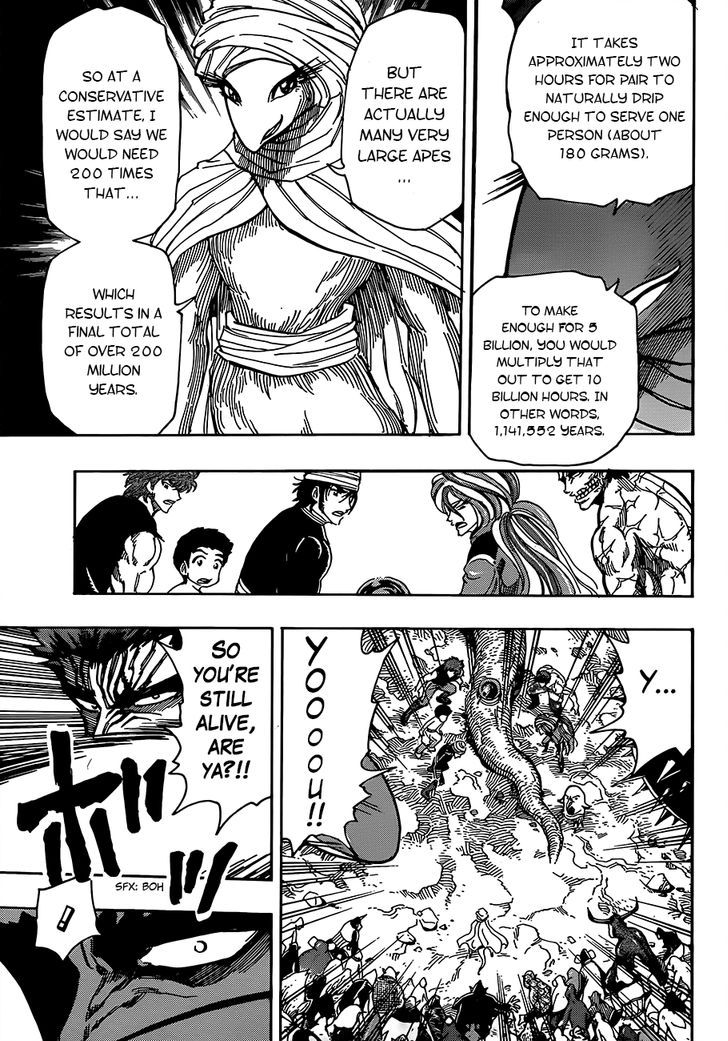 IT TAKES
APPROXIMATELY TWO
HOURS FOR PAIR TO
NATURALLY DRIP
ENOUGH TO SERVE ONE
PERSON (ABOUT
180 GRAMS).
TO MAKE
ENOUGH FOR 5
BILLION, YOU WOULD
MULTIPLY THAT
OUT TO GET 10
BILLION HOURS. IN
OTHER WORDS,
1,141,552 YEARS.
BUT
THERE ARE
ACTUALLY
MANY VERY
LARGE APES
...
SO AT A
CONSERVATIVE
ESTIMATE, I
WOULD SAY WE
WOULD NEED
200 TIMES
THAT...
WHICH
RESULTS IN A
FINAL TOTAL
OF OVER 200
MILLION
YEARS.
Y...
YOOOOU!!
SO
YOU'RE
STILL
ALIVE,
ARE
YA?!!
ボッ
SFX: BOH
!